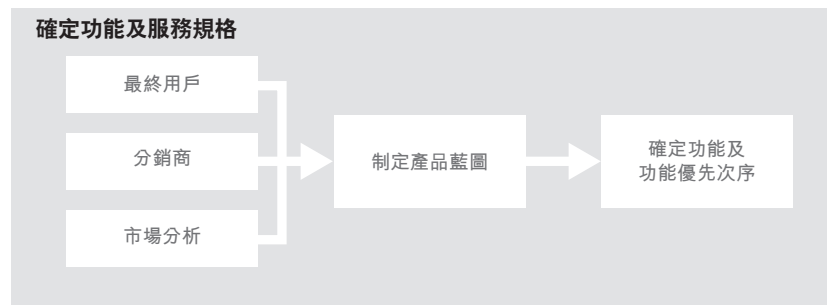 確定功能及服務規格
最終用戶
分銷商
市場分析
制定產品藍圖
確定功能及
功能優先次序